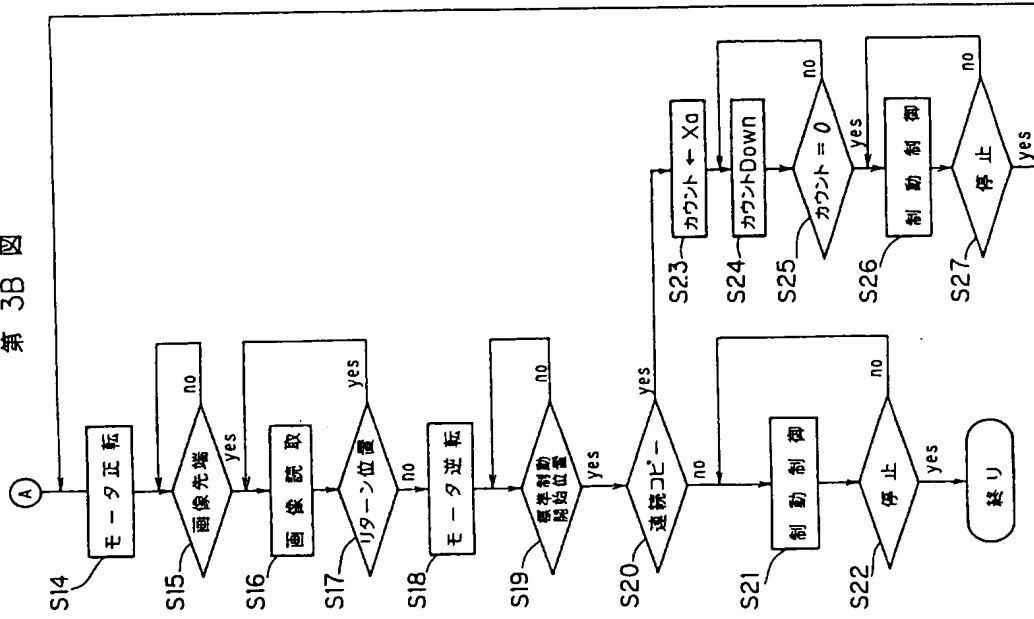 第 3B 図
A
S14
モータ正転
S15
画像先端
no
yes
S16
画像読取
S17
リターン位置
yes
no
S18
モータ逆転
S19
標準制動
開始位置
no
yes
S20
連続コピー
yes
no
S21
制動制御
S22
停止
no
yes
終リ
S23
カウント ← Xa
S24
カウントDown
S25
カウント = 0
no
yes
S26
制動制御
S27
停止
no
yes